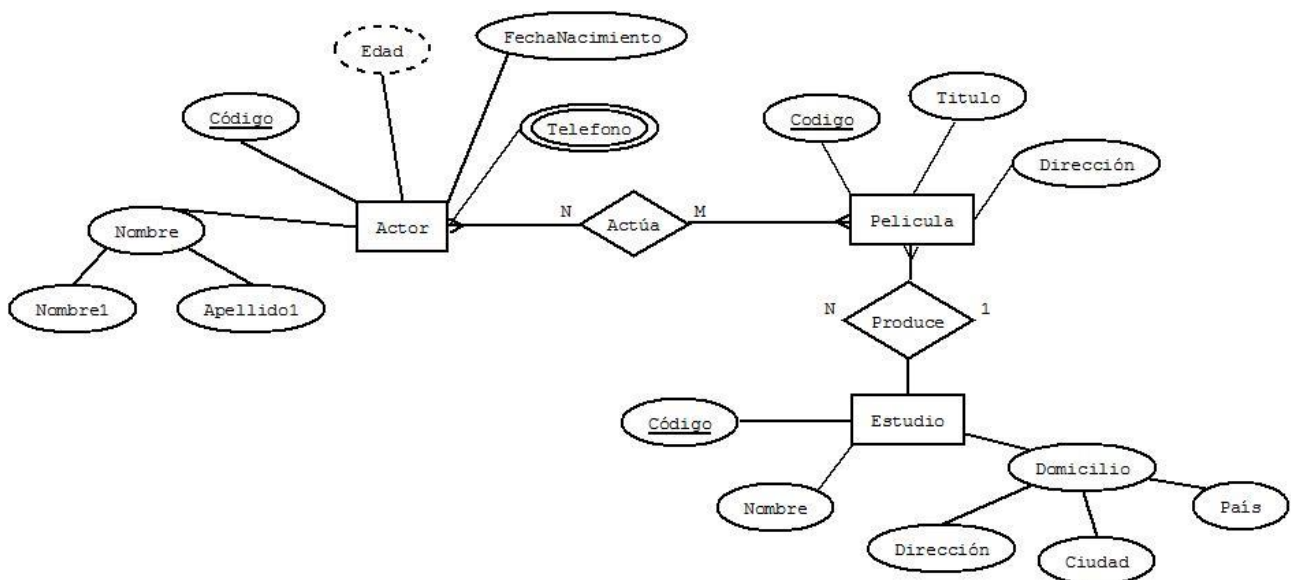 FechaNacimiento
Edad
Código
Telefono
Codigo
Titulo
Dirección
Nombre
Actor
N
Actúa
M
Pelicula
Nombre1
Apellido1
N
Produce
1
Código
Estudio
Nombre
Domicilio
Dirección
Ciudad
País